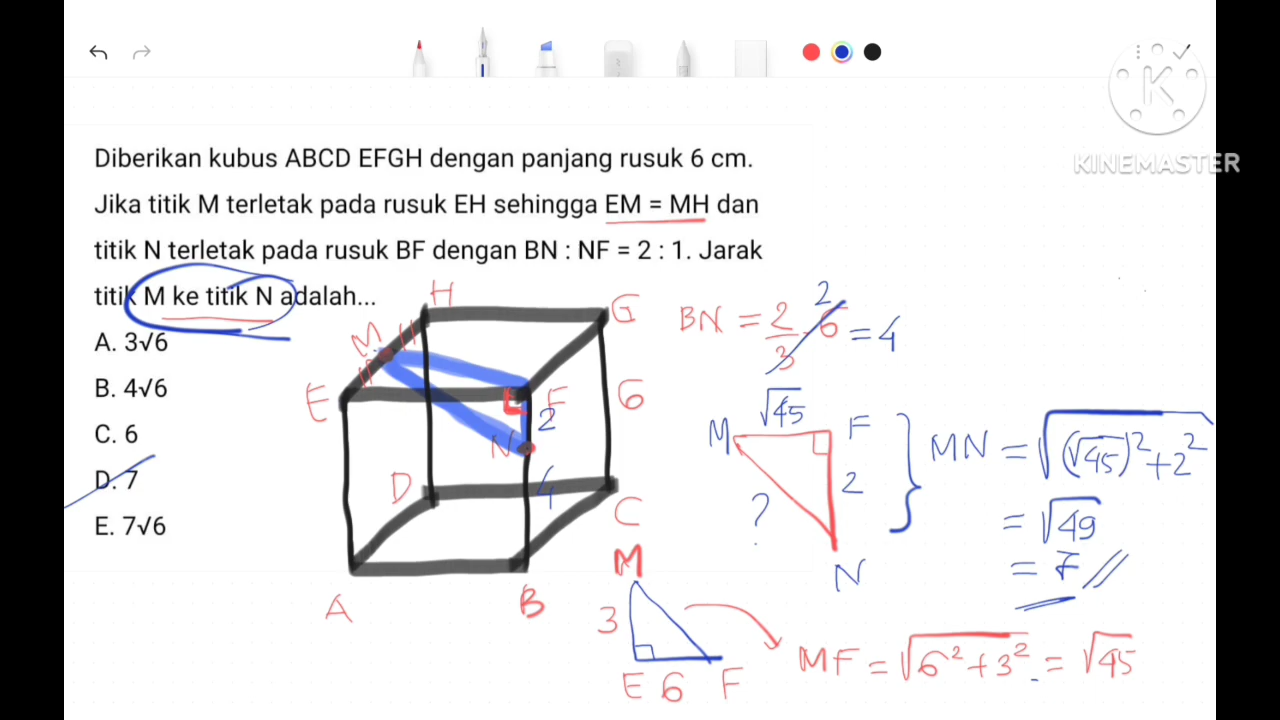 KINEMASTER
Diberikan kubus ABCD EFGH dengan panjang rusuk 6 cm.
Jika titik M terletak pada rusuk EH sehingga EM = MH dan
titik N terletak pada rusuk BF dengan BN : NF = 2 : 1. Jarak
titik M ke titik N adalah...
A. 3√6
B. 4√6
C. 6
D. 7
E. 7√6
H
G
M
E
F
6
2
N
D
4
C
A
B
BN = 2/3 . 6 = 4
2
√45
M
F
2
?
N
MN = √(√45)² + 2²
= √49
= 7
M
3
E 6 F
MF = √6² + 3² = √45